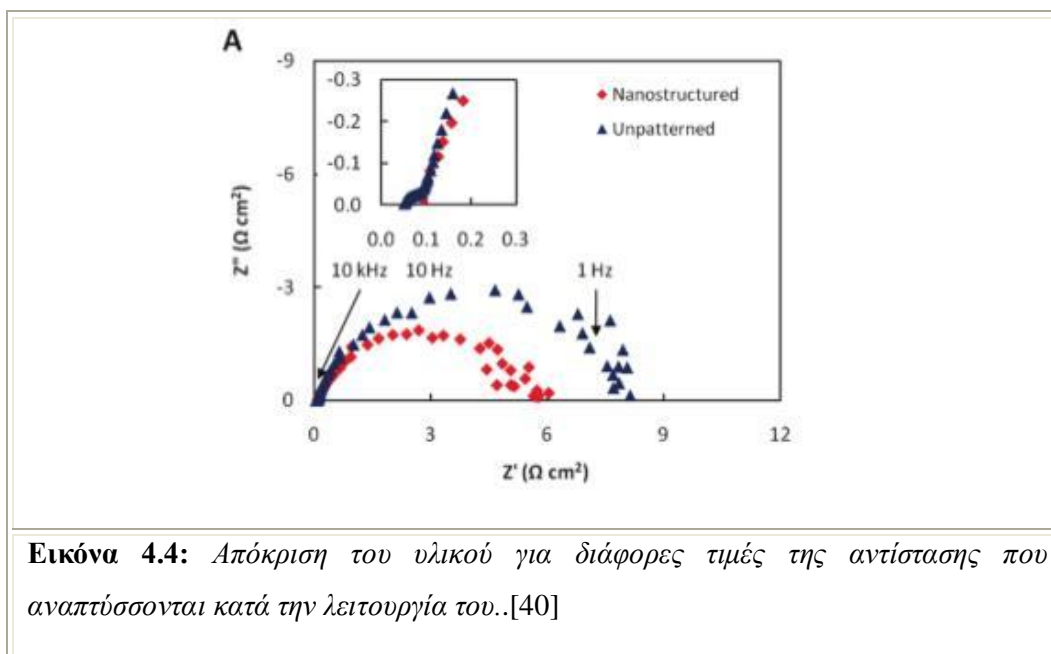 A
-9
-6
-3
0
Z'' (Ω cm²)
-0.3
-0.2
-0.1
0.0
0.0 0.1 0.2 0.3
Nanostructured
Unpatterned
10 kHz 10 Hz 1 Hz
0 3 6 9 12
Z' (Ω cm²)
Εικόνα 4.4: Απόκριση του υλικού για διάφορες τιμές της αντίστασης που
αναπτύσσονται κατά την λειτουργία του..[40]